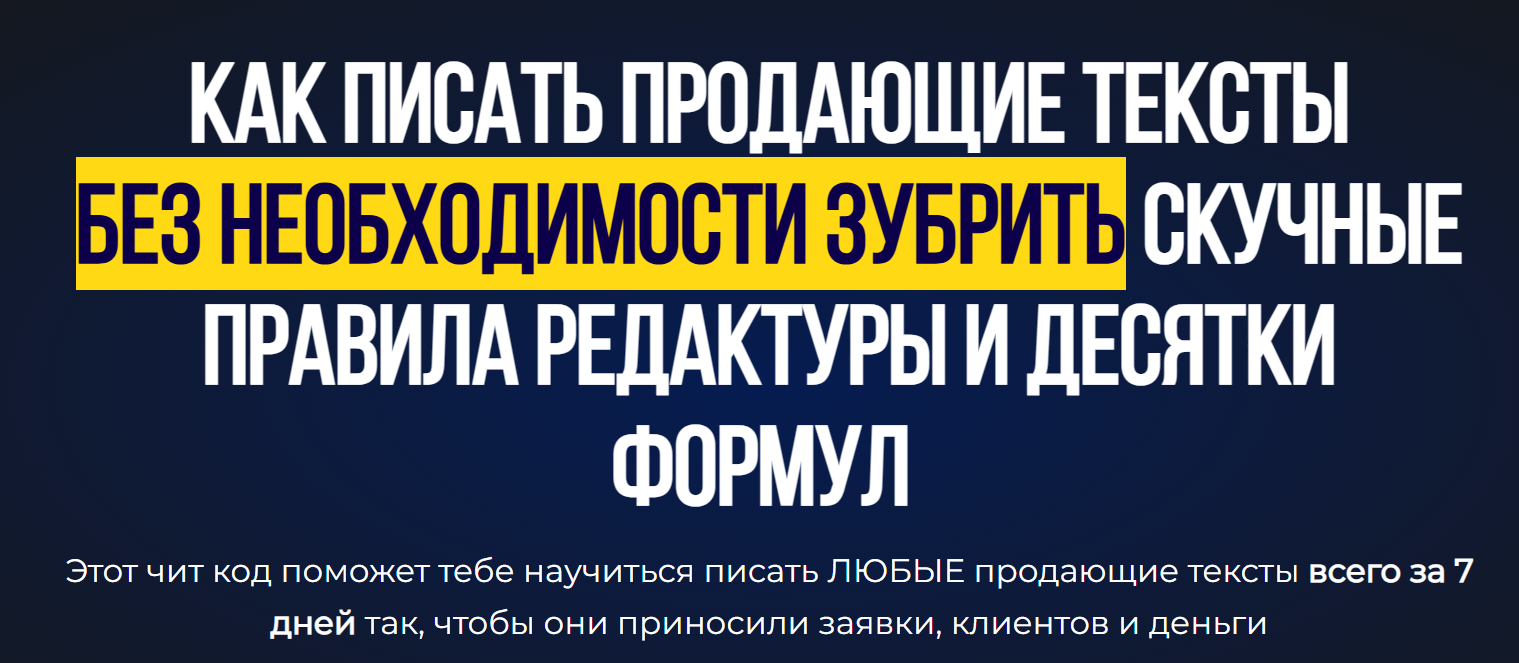 КАК ПИСАТЬ ПРОДАЮЩИЕ ТЕКСТЫ
БЕЗ НЕОБХОДИМОСТИ ЗУБРИТЬ СКУЧНЫЕ
ПРАВИЛА РЕДАКТУРЫ И ДЕСЯТКИ
ФОРМУЛ
Этот чит код поможет тебе научиться писать ЛЮБЫЕ продающие тексты всего за 7
дней так, чтобы они приносили заявки, клиентов и деньги